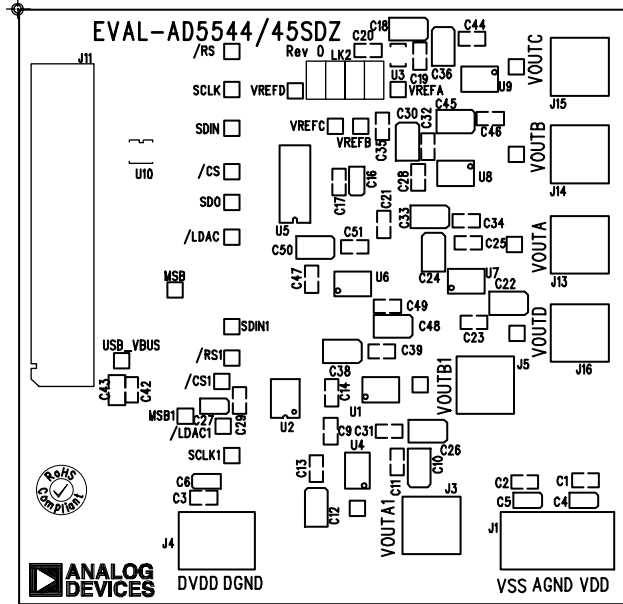 EVAL-AD5544/45SDZ
Rev 0
LK2
C20
C18
C44
J11
/RS
U3
C19
C36
U9
VOUTC
J15
SCLK
VREFD
VREFA
SDIN
VREFC
VREFB
C35
C30
C32
C45
C46
VOUTB
U10
/CS
C17
C16
C28
U8
J14
SDO
U5
C21
C33
C34
/LDAC
C50
C51
C24
C25
VOUTA
J13
MSB
C47
U6
U7
C22
C49
C48
C23
VOUTD
J16
SDIN1
USB_VBUS
/RS1
C38
C39
J5
C43
C42
/CS1
C27
C29
U2
C14
U1
VOUTB1
MSB1
/LDAC1
C9
C31
C26
SCLK1
U4
C13
C11
C10
RoHS
Compliant
C6
C3
C12
VOUTA1
J3
C2
C1
C5
C4
J4
J1
ANALOG
DEVICES
DVDD DGND
VSS AGND VDD